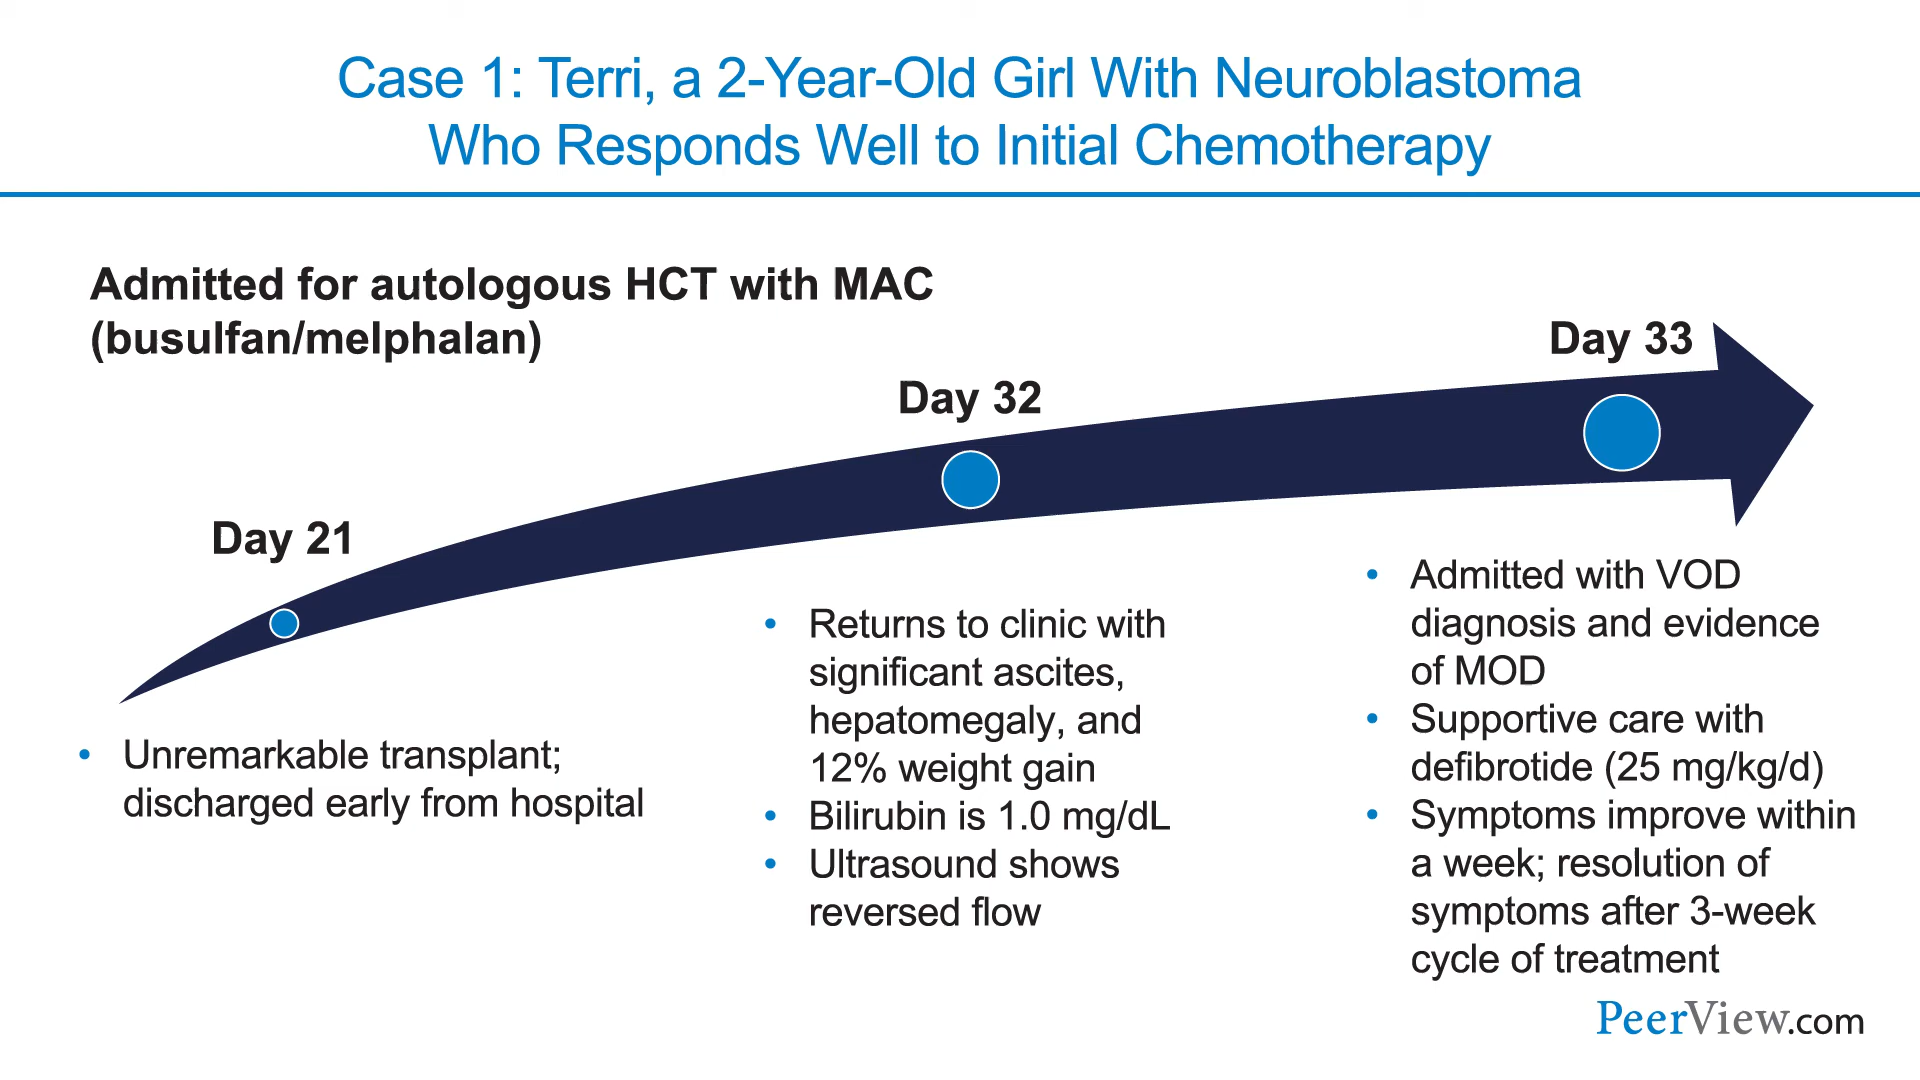 Case 1: Terri, a 2-Year-Old Girl With Neuroblastoma
Who Responds Well to Initial Chemotherapy
Admitted for autologous HCT with MAC
(busulfan/melphalan)
Day 21
• Unremarkable transplant;
discharged early from hospital
Day 32
• Returns to clinic with
significant ascites,
hepatomegaly, and
12% weight gain
• Bilirubin is 1.0 mg/dL
• Ultrasound shows
reversed flow
Day 33
• Admitted with VOD
diagnosis and evidence
of MOD
• Supportive care with
defibrotide (25 mg/kg/d)
• Symptoms improve within
a week; resolution of
symptoms after 3-week
cycle of treatment
PeerView.com